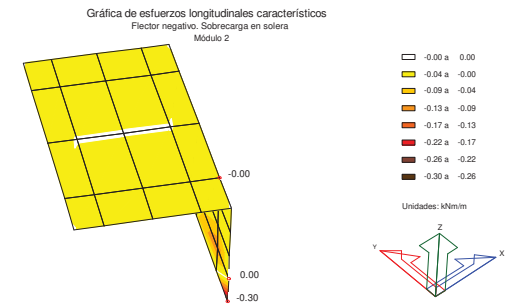 Gráfica de esfuerzos longitudinales característicos
Flector negativo. Sobrecarga en solera
Módulo 2
-0.00 a 0.00
-0.04 a -0.00
-0.09 a -0.04
-0.13 a -0.09
-0.17 a -0.13
-0.22 a -0.17
-0.26 a -0.22
-0.30 a -0.26
Unidades: kNm/m
-0.00
0.00
-0.30
Z
Y
X